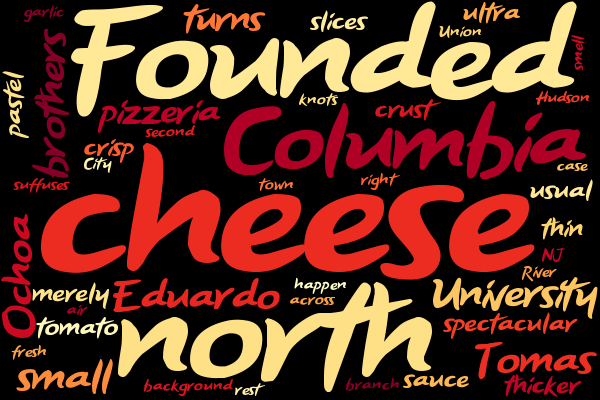 garlic
turns
slices
ultra
Founded
Union
smell
brothers
pastel
knots
Hudson
pizzeria
second
Columbia
crust
crisp
City
case
suffuses
town
right
usual
cheese
thin
NJ
River
Ochoa
merely
air
Eduardo
happen
across
University
tomato
north
spectacular
fresh
small
background
rest
branch
sauce
Tomas
thicker